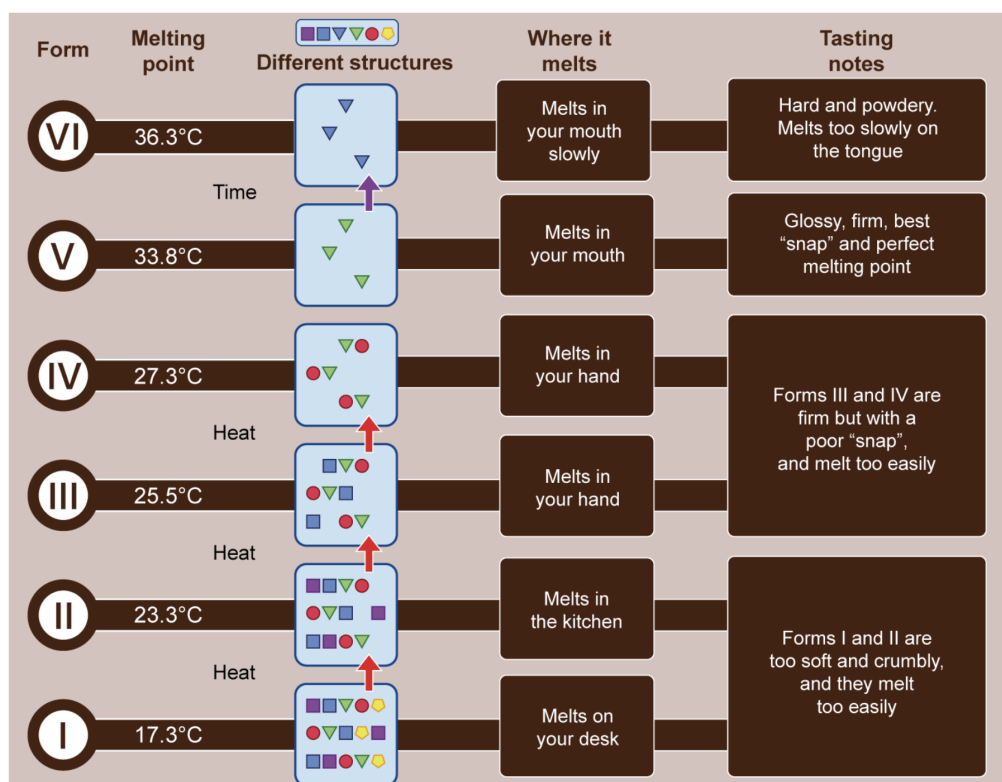 Form
Melting
point
Different structures
Where it
melts
Tasting
notes
VI
36.3°C
Melts in
your mouth
slowly
Hard and powdery.
Melts too slowly on
the tongue
Time
V
33.8°C
Melts in
your mouth
Glossy, firm, best
“snap” and perfect
melting point
IV
27.3°C
Melts in
your hand
Forms III and IV are
firm but with a
poor “snap”,
and melt too easily
Heat
III
25.5°C
Melts in
your hand
Heat
II
23.3°C
Melts in
the kitchen
Forms I and II are
too soft and crumbly,
and they melt
too easily
Heat
I
17.3°C
Melts on
your desk